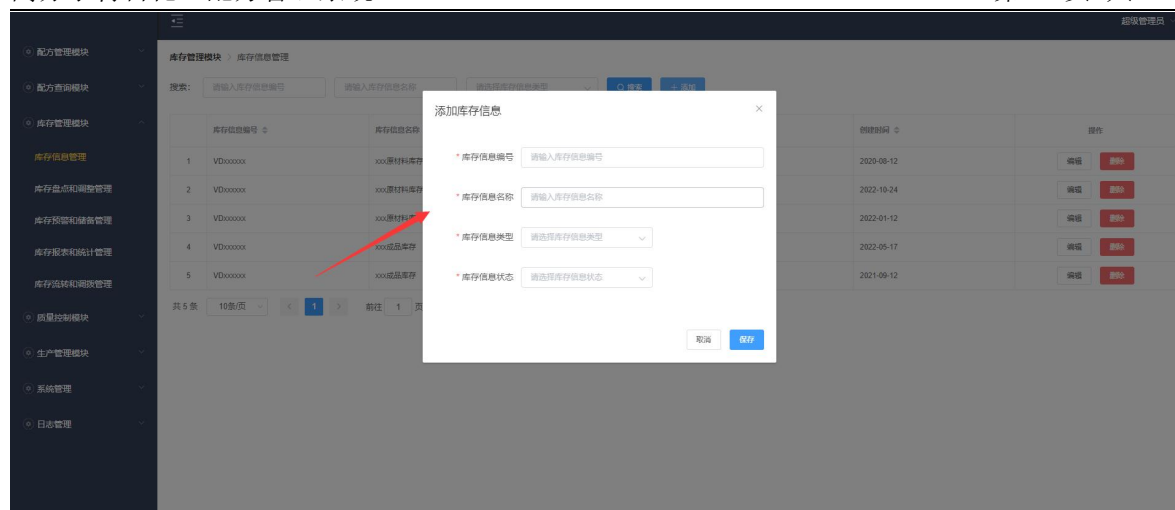 超级管理员
配方管理模块
配方查询模块
库存管理模块
库存信息管理
库存盘点和调整管理
库存预警和储备管理
库存报表和统计管理
库存流转和调拨管理
质量控制模块
生产管理模块
系统管理
日志管理
库存管理模块 > 库存信息管理
搜索: 请输入库存信息编号 请输入库存信息名称 请选择库存信息类型 搜索 + 添加
库存信息编号 库存信息名称 创建时间 操作
1 VDxxxxxx xxx原材料库存 2020-08-12 编辑 删除
2 VDxxxxxx xxx原材料库存 2022-10-24 编辑 删除
3 VDxxxxxx xxx原材料 2022-01-12 编辑 删除
4 VDxxxxxx xxx成品库存 2022-05-17 编辑 删除
5 VDxxxxxx xxx成品库存 2021-09-12 编辑 删除
共 5 条 10条/页 < 1 > 前往 1 页
添加库存信息 ×
* 库存信息编号 请输入库存信息编号
* 库存信息名称 请输入库存信息名称
* 库存信息类型 请选择库存信息类型
* 库存信息状态 请选择库存信息状态
取消 保存